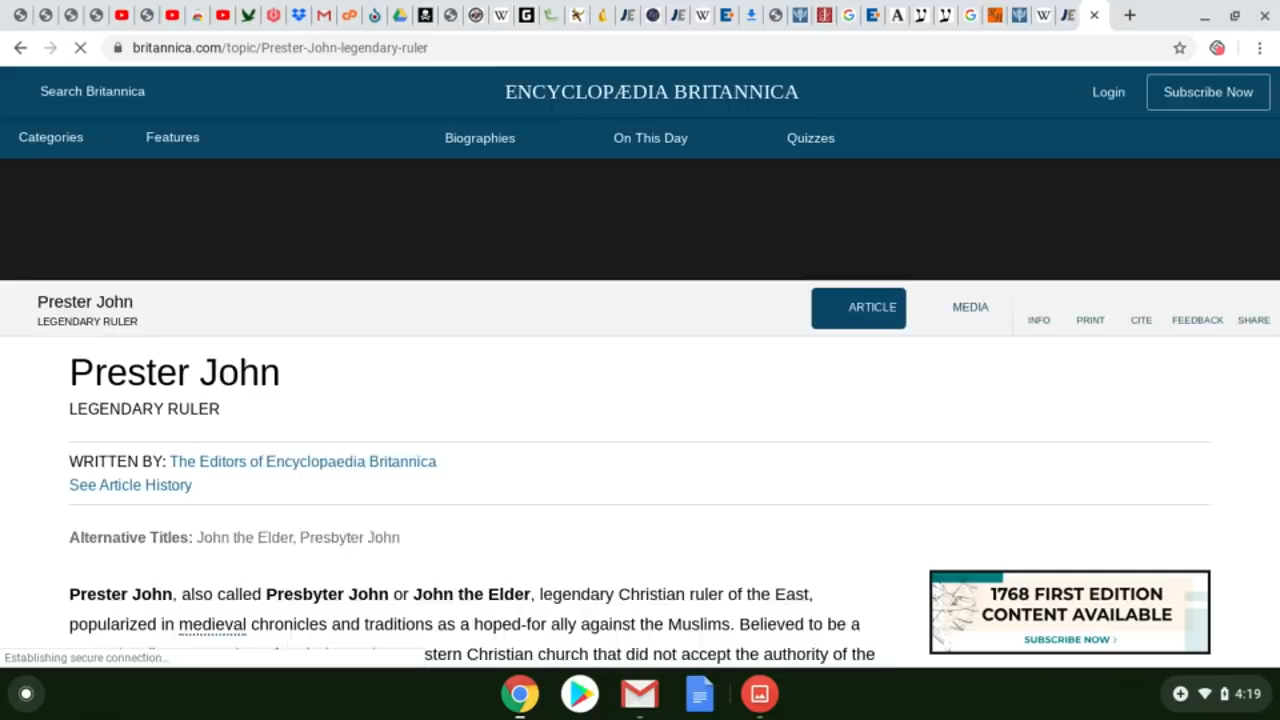 britannica.com/topic/Prester-John-legendary-ruler
Search Britannica
ENCYCLOPÆDIA BRITANNICA
Login
Subscribe Now
Categories
Features
Biographies
On This Day
Quizzes
Prester John
LEGENDARY RULER
ARTICLE
MEDIA
INFO
PRINT
CITE
FEEDBACK
SHARE
Prester John
LEGENDARY RULER
WRITTEN BY: The Editors of Encyclopaedia Britannica
See Article History
Alternative Titles: John the Elder, Presbyter John
Prester John, also called Presbyter John or John the Elder, legendary Christian ruler of the East,
popularized in medieval chronicles and traditions as a hoped-for ally against the Muslims. Believed to be a
stern Christian church that did not accept the authority of the
1768 FIRST EDITION
CONTENT AVAILABLE
SUBSCRIBE NOW
Establishing secure connection...
4:19